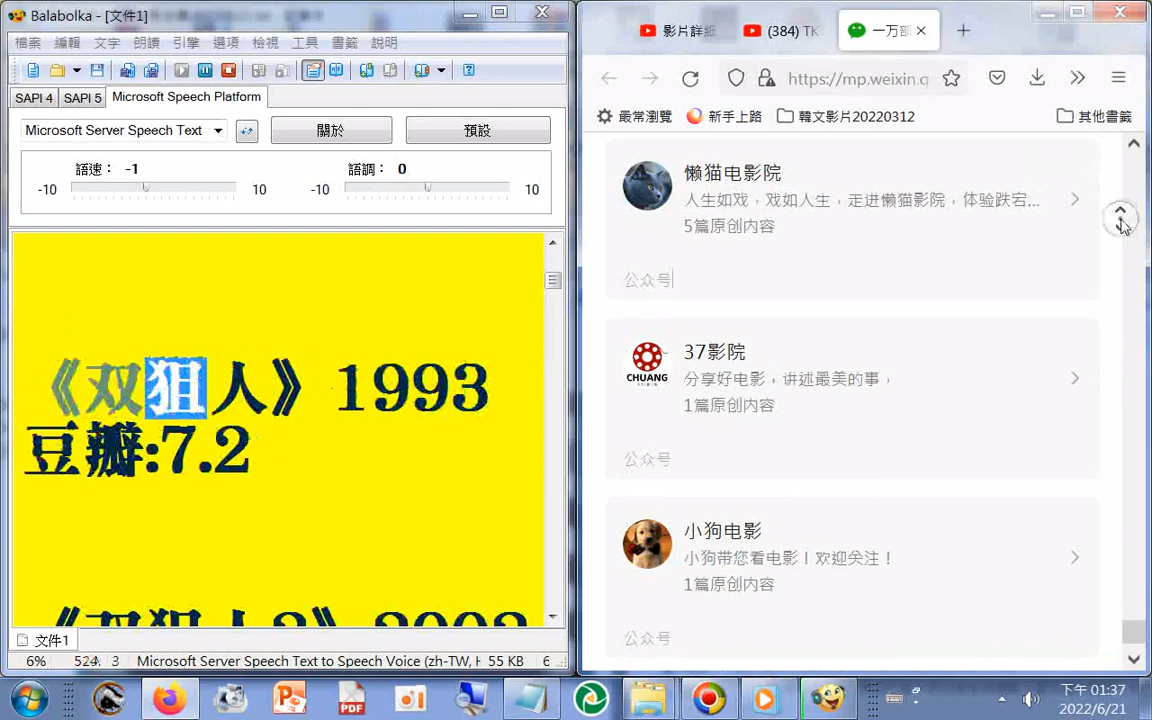 Balabolka - [文件1]
檔案 編輯 文字 朗讀 引擎 選項 檢視 工具 書籤 說明
SAPI 4 SAPI 5 Microsoft Speech Platform
Microsoft Server Speech Text 關於 預設
語速： -1 語調： 0
-10 10 -10 10
《双狙人》 1993
豆瓣:7.2
文件1
6% 524: 3 Microsoft Server Speech Text to Speech Voice (zh-TW, H 55 KB 6
影片詳細 (384) TK 一万部
https://mp.weixin.q
最常瀏覽 新手上路 韓文影片20220312 其他書籤
懒猫电影院
人生如戏，戏如人生，走进懒猫影院，体验跌宕...
5篇原创内容
公众号
37影院
CHUANG
分享好电影，讲述最美的事，
1篇原创内容
公众号
小狗电影
小狗带您看电影！欢迎关注！
1篇原创内容
公众号
PDF
下午 01:37
2022/6/21